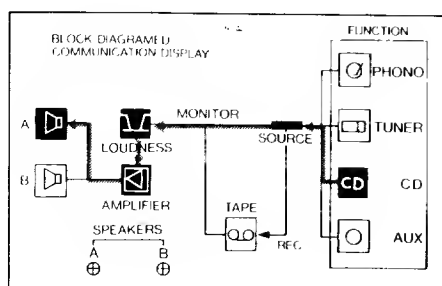 BLOCK DIAGRAMED
COMMUNICATION DISPLAY
FUNCTION
PHONO
MONITOR
TUNER
A
LOUDNESS
SOURCE
CD
CD
B
AMPLIFIER
TAPE
AUX
SPEAKERS
REC
A
B